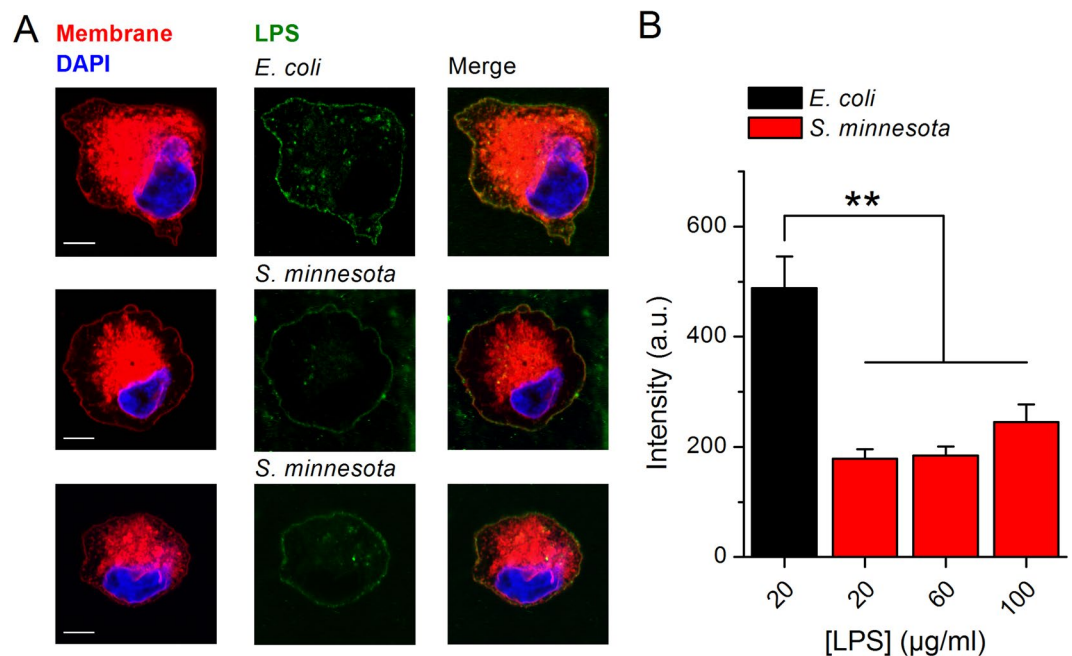 A
Membrane
DAPI
LPS
E. coli
Merge
S. minnesota
S. minnesota
B
E. coli
S. minnesota
**
600
400
200
0
Intensity (a.u.)
20
20
60
100
[LPS] (µg/ml)